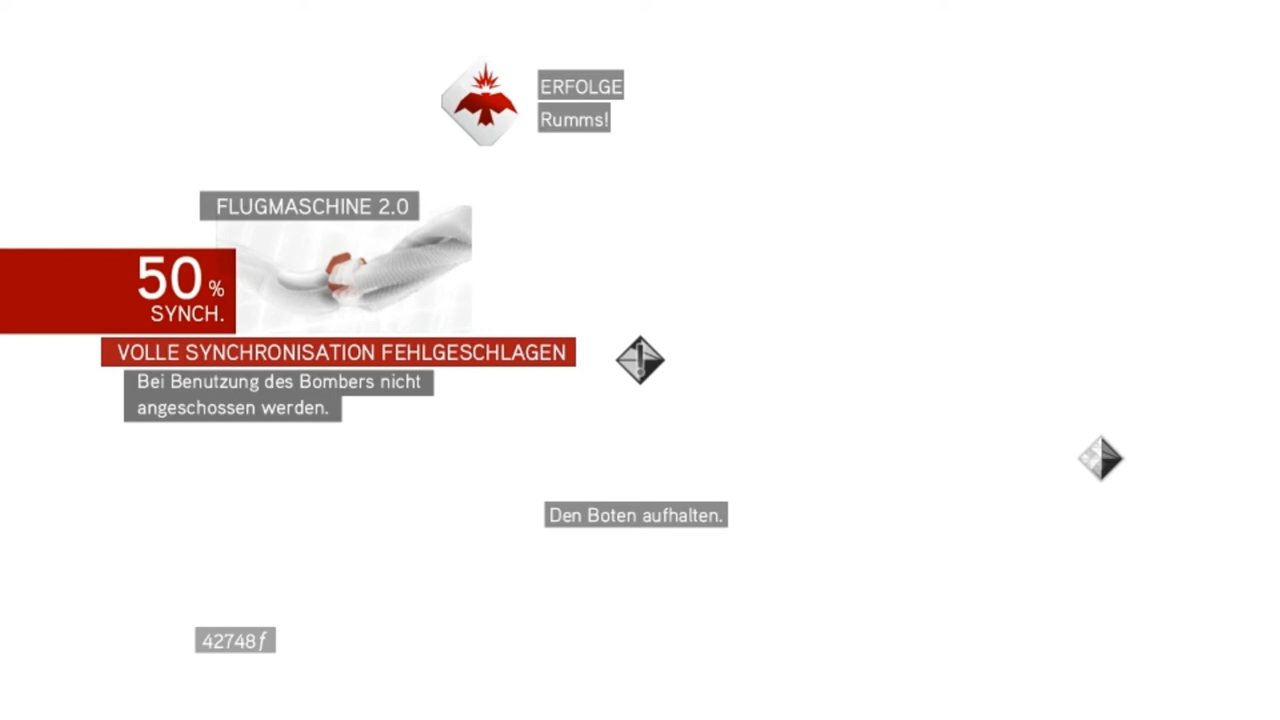 ERFOLGE
Rumms!
FLUGMASCHINE 2.0
50 %
SYNCH.
VOLLE SYNCHRONISATION FEHLGESCHLAGEN
Bei Benutzung des Bombers nicht
angeschossen werden.
Den Boten aufhalten.
42748ƒ